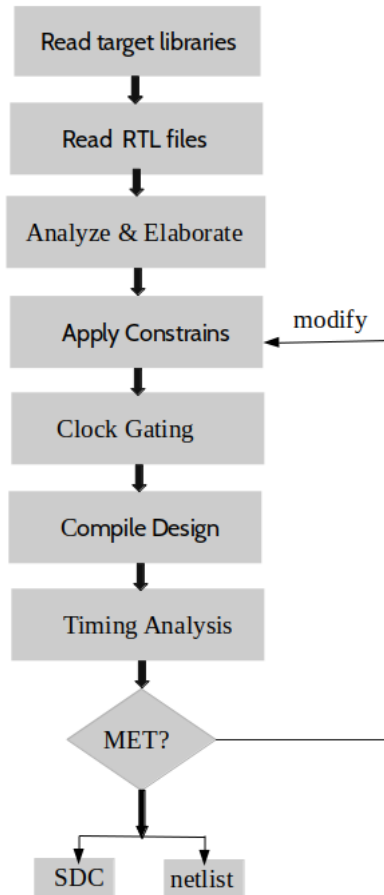 Read target libraries
Read RTL files
Analyze & Elaborate
Apply Constrains
modify
Clock Gating
Compile Design
Timing Analysis
MET?
SDC
netlist